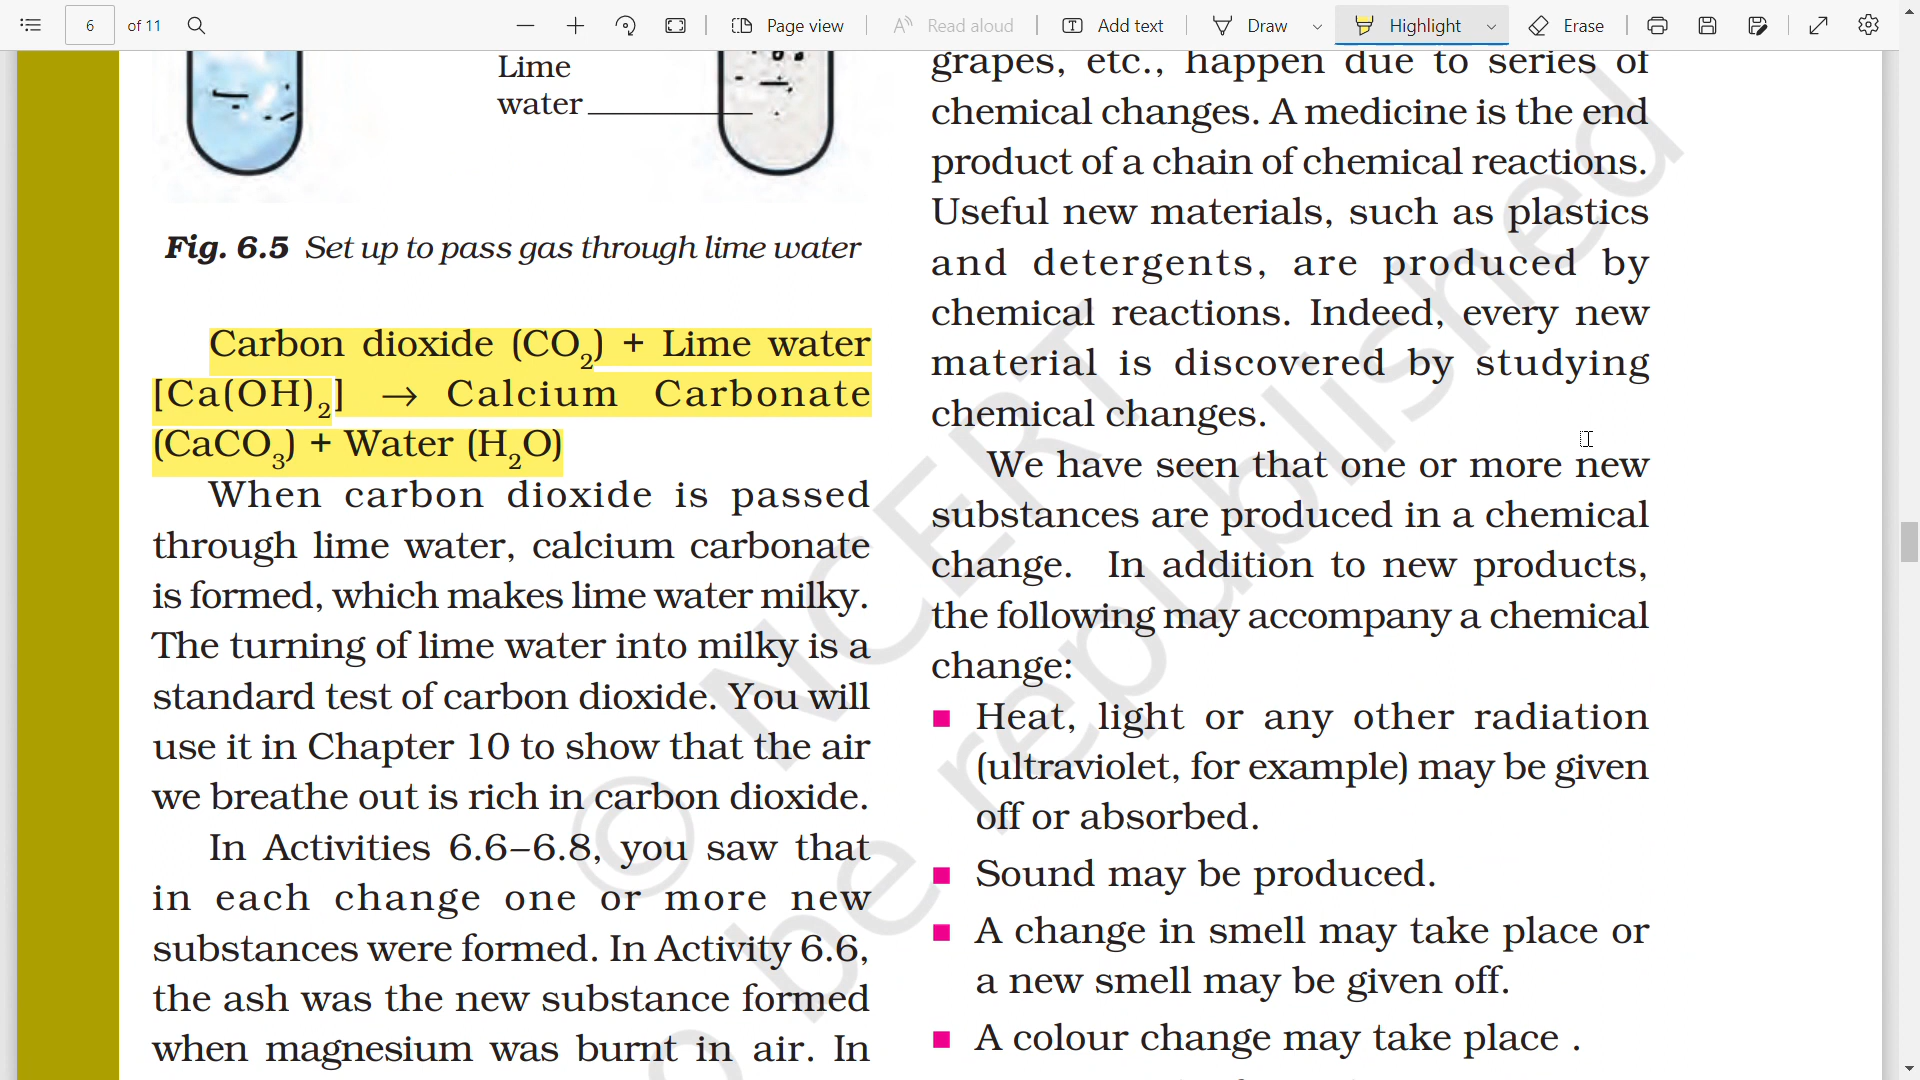 6 of 11 Page view Read aloud Add text Draw Highlight Erase
Lime
water
Fig. 6.5 Set up to pass gas through lime water
Carbon dioxide (CO₂) + Lime water
[Ca(OH)₂] → Calcium Carbonate
(CaCO₃) + Water (H₂O)
When carbon dioxide is passed
through lime water, calcium carbonate
is formed, which makes lime water milky.
The turning of lime water into milky is a
standard test of carbon dioxide. You will
use it in Chapter 10 to show that the air
we breathe out is rich in carbon dioxide.
In Activities 6.6–6.8, you saw that
in each change one or more new
substances were formed. In Activity 6.6,
the ash was the new substance formed
when magnesium was burnt in air. In
grapes, etc., happen due to series of
chemical changes. A medicine is the end
product of a chain of chemical reactions.
Useful new materials, such as plastics
and detergents, are produced by
chemical reactions. Indeed, every new
material is discovered by studying
chemical changes.
We have seen that one or more new
substances are produced in a chemical
change. In addition to new products,
the following may accompany a chemical
change:
■ Heat, light or any other radiation
(ultraviolet, for example) may be given
off or absorbed.
■ Sound may be produced.
■ A change in smell may take place or
a new smell may be given off.
■ A colour change may take place .
© NCERT
be republished